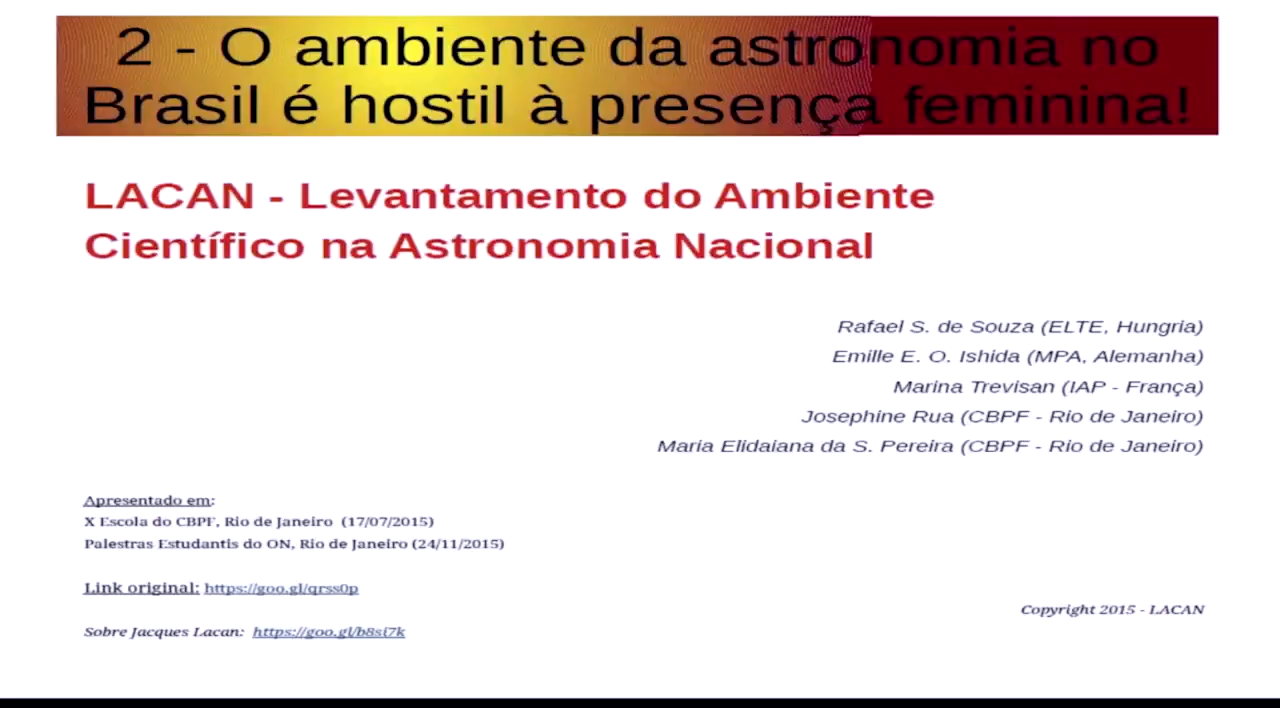 2 - O ambiente da astronomia no
Brasil é hostil à presença feminina!
LACAN - Levantamento do Ambiente
Científico na Astronomia Nacional
Rafael S. de Souza (ELTE, Hungria)
Emille E. O. Ishida (MPA, Alemanha)
Marina Trevisan (IAP - França)
Josephine Rua (CBPF - Rio de Janeiro)
Maria Elidaiana da S. Pereira (CBPF - Rio de Janeiro)
Apresentado em:
X Escola do CBPF, Rio de Janeiro (17/07/2015)
Palestras Estudantis do ON, Rio de Janeiro (24/11/2015)
Link original: https://goo.gl/qrss0p
Copyright 2015 - LACAN
Sobre Jacques Lacan: https://goo.gl/b8si7k